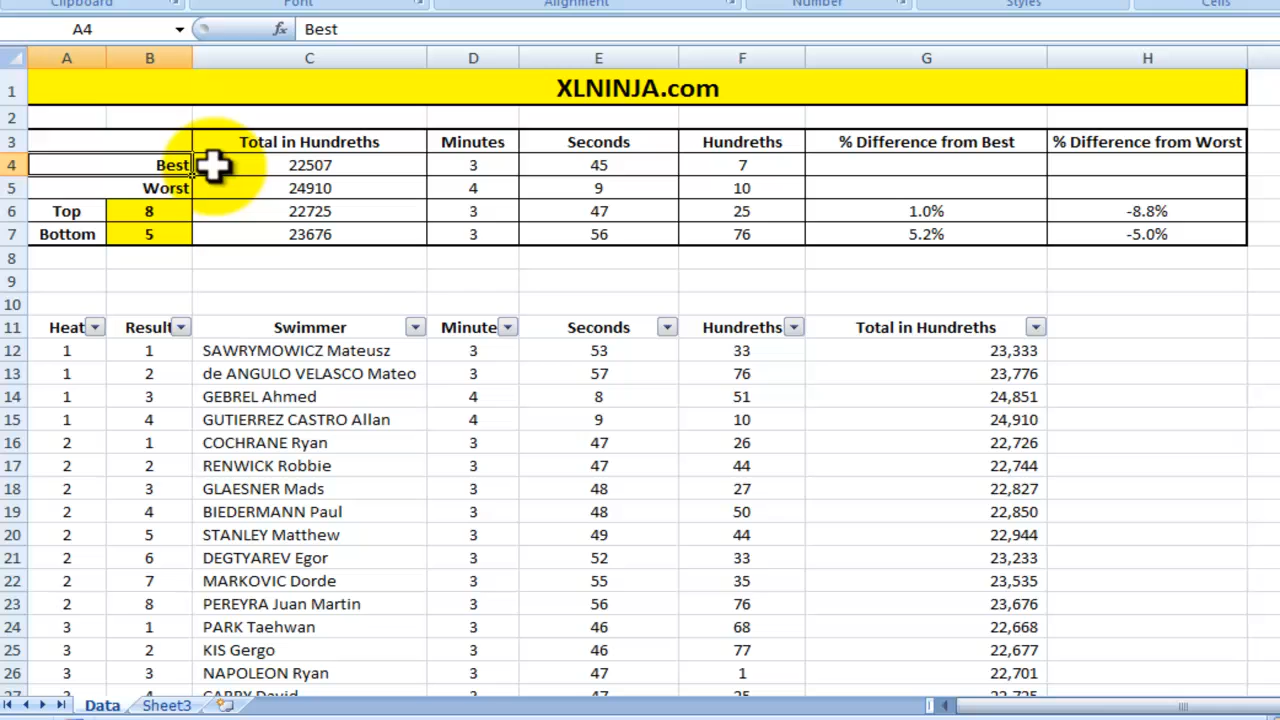 Clipboard Font Alignment Number Styles Cells
A4 fx Best
A B C D E F G H
1 XLNINJA.com
2
3 Total in Hundreths Minutes Seconds Hundreths % Difference from Best % Difference from Worst
4 Best 22507 3 45 7
5 Worst 24910 4 9 10
6 Top 8 22725 3 47 25 1.0% -8.8%
7 Bottom 5 23676 3 56 76 5.2% -5.0%
8
9
10
11 Heat Result Swimmer Minute Seconds Hundreths Total in Hundreths
12 1 1 SAWRYMOWICZ Mateusz 3 53 33 23,333
13 1 2 de ANGULO VELASCO Mateo 3 57 76 23,776
14 1 3 GEBREL Ahmed 4 8 51 24,851
15 1 4 GUTIERREZ CASTRO Allan 4 9 10 24,910
16 2 1 COCHRANE Ryan 3 47 26 22,726
17 2 2 RENWICK Robbie 3 47 44 22,744
18 2 3 GLAESNER Mads 3 48 27 22,827
19 2 4 BIEDERMANN Paul 3 48 50 22,850
20 2 5 STANLEY Matthew 3 49 44 22,944
21 2 6 DEGTYAREV Egor 3 52 33 23,233
22 2 7 MARKOVIC Dorde 3 55 35 23,535
23 2 8 PEREYRA Juan Martin 3 56 76 23,676
24 3 1 PARK Taehwan 3 46 68 22,668
25 3 2 KIS Gergo 3 46 77 22,677
26 3 3 NAPOLEON Ryan 3 47 1 22,701
27 3 4 CARRY David 3 47 25 22,725
Data Sheet3